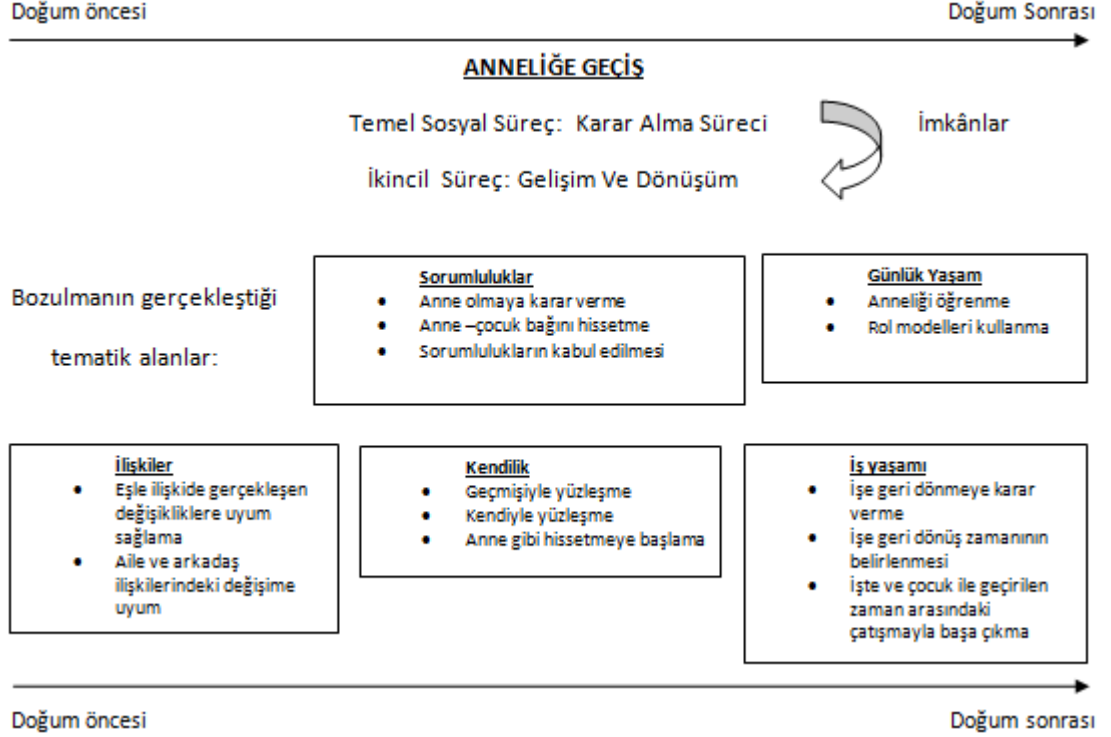 Doğum öncesi
Doğum Sonrası
ANNELİĞE GEÇİŞ
Temel Sosyal Süreç: Karar Alma Süreci
İmkânlar
İkincil Süreç: Gelişim Ve Dönüşüm
Bozulmanın gerçekleştiği
tematik alanlar:
Sorumluluklar
• Anne olmaya karar verme
• Anne –çocuk bağını hissetme
• Sorumlulukların kabul edilmesi
Günlük Yaşam
• Anneliği öğrenme
• Rol modelleri kullanma
İlişkiler
• Eşle ilişkide gerçekleşen
değişikliklere uyum
sağlama
• Aile ve arkadaş
ilişkilerindeki değişime
uyum
Kendilik
• Geçmişiyle yüzleşme
• Kendiyle yüzleşme
• Anne gibi hissetmeye başlama
İş yaşamı
• İşe geri dönmeye karar
verme
• İşe geri dönüş zamanının
belirlenmesi
• İşte ve çocuk ile geçirilen
zaman arasındaki
çatışmayla başa çıkma
Doğum öncesi
Doğum sonrası